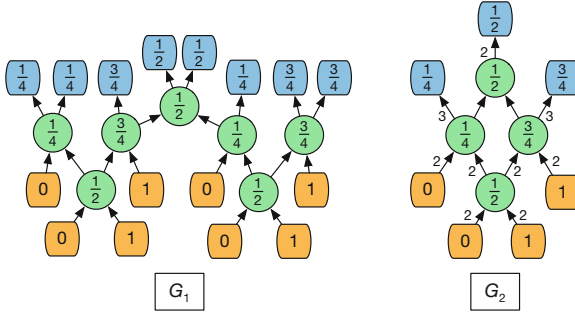 1/2
1/2 1/2
1/4 1/4 3/4 1/4 3/4 3/4 1/4 3/4
2
1/2 1/2
3 3
1/4 3/4 1/4 3/4 1/4 3/4
2 2 2 2
0 1/2 1 0 1/2 1 0 1/2 1
2 2
0 1 0 1 0 1
G₁ G₂